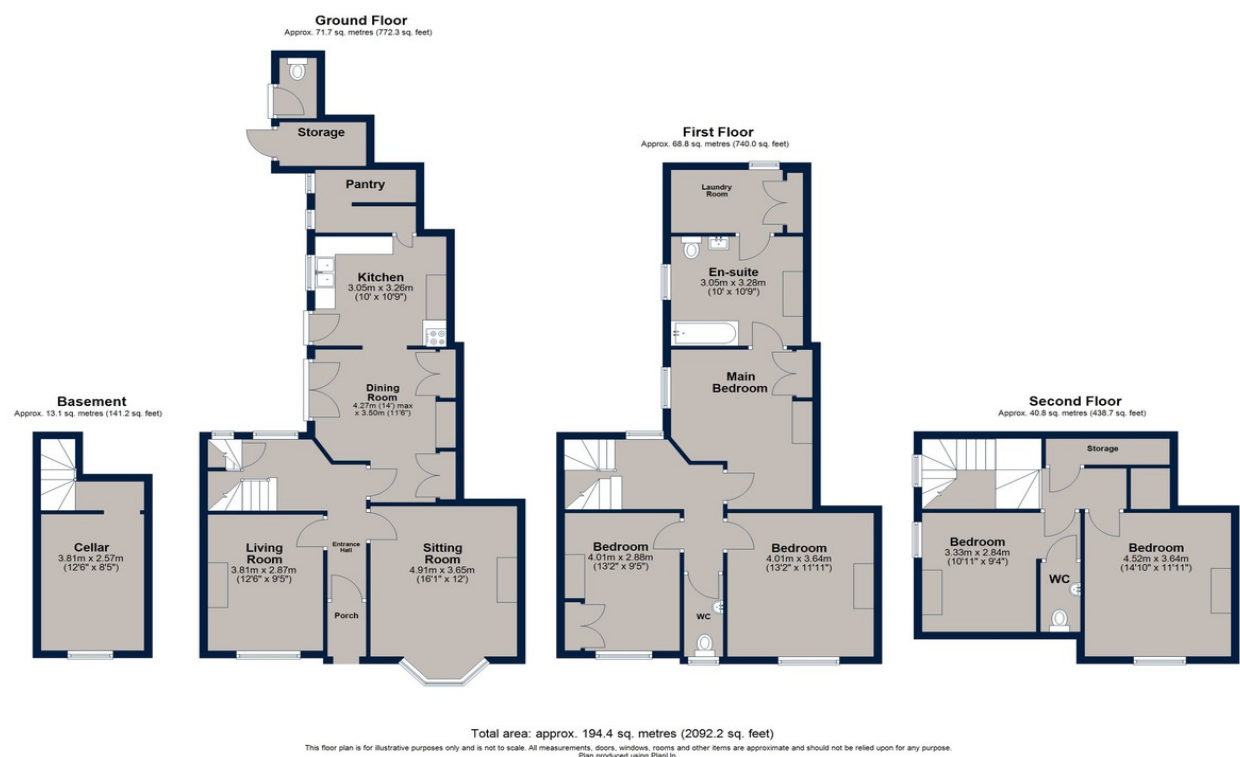 Ground Floor
Approx. 71.7 sq. metres (772.3 sq. feet)
Storage
Pantry
Kitchen
3.05m x 3.26m
(10' x 10'9")
Dining
Room
4.27m (14') max
x 3.50m (11'6")
Living
Room
3.81m x 2.87m
(12'6" x 9'5")
Entrance
Hall
Porch
Sitting
Room
4.91m x 3.65m
(16'1" x 12')
First Floor
Approx. 68.8 sq. metres (740.0 sq. feet)
Laundry
Room
En-suite
3.05m x 3.28m
(10' x 10'9")
Main
Bedroom
Bedroom
4.01m x 2.88m
(13'2" x 9'5")
WC
Bedroom
4.01m x 3.64m
(13'2" x 11'11")
Basement
Approx. 13.1 sq. metres (141.2 sq. feet)
Cellar
3.81m x 2.57m
(12'6" x 8'5")
Second Floor
Approx. 40.8 sq. metres (438.7 sq. feet)
Storage
Bedroom
3.33m x 2.84m
(10'11" x 9'4")
WC
Bedroom
4.52m x 3.64m
(14'10" x 11'11")
Total area: approx. 194.4 sq. metres (2092.2 sq. feet)
This floor plan is for illustrative purposes only and is not to scale. All measurements, doors, windows, rooms and other items are approximate and should not be relied upon for any purpose.
Plan produced using PlanUp.